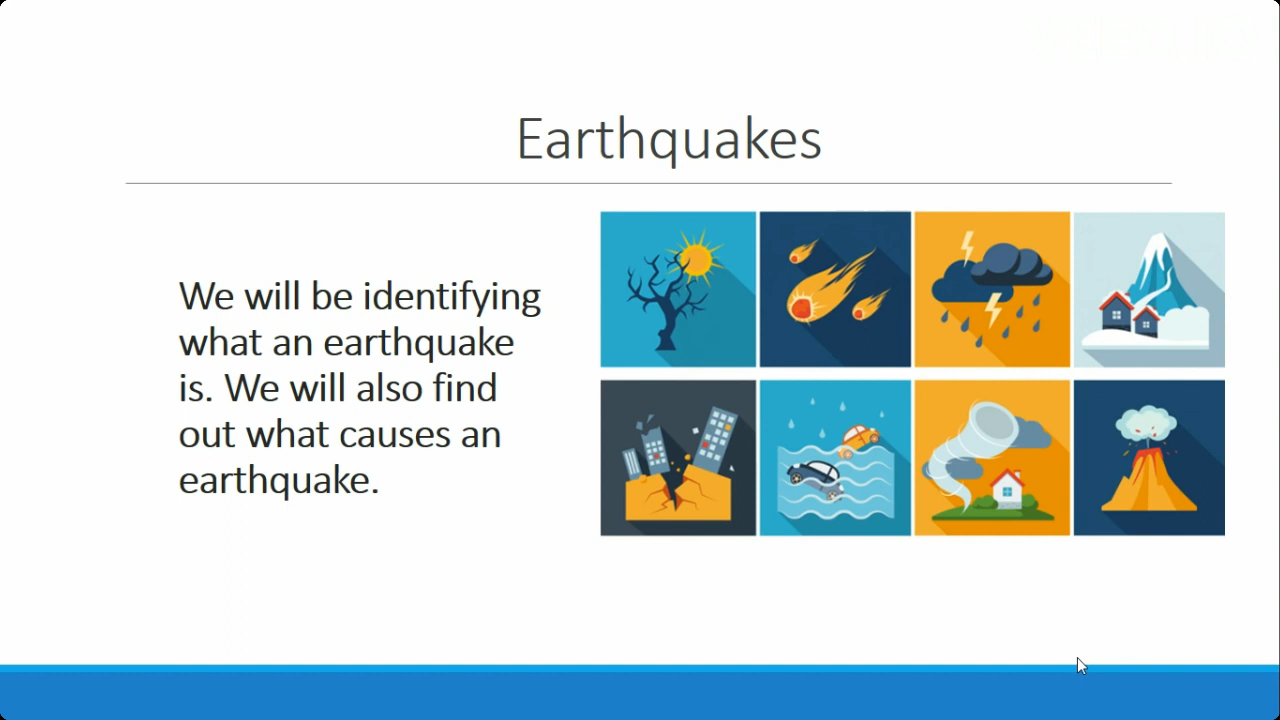 Earthquakes
We will be identifying
what an earthquake
is. We will also find
out what causes an
earthquake.